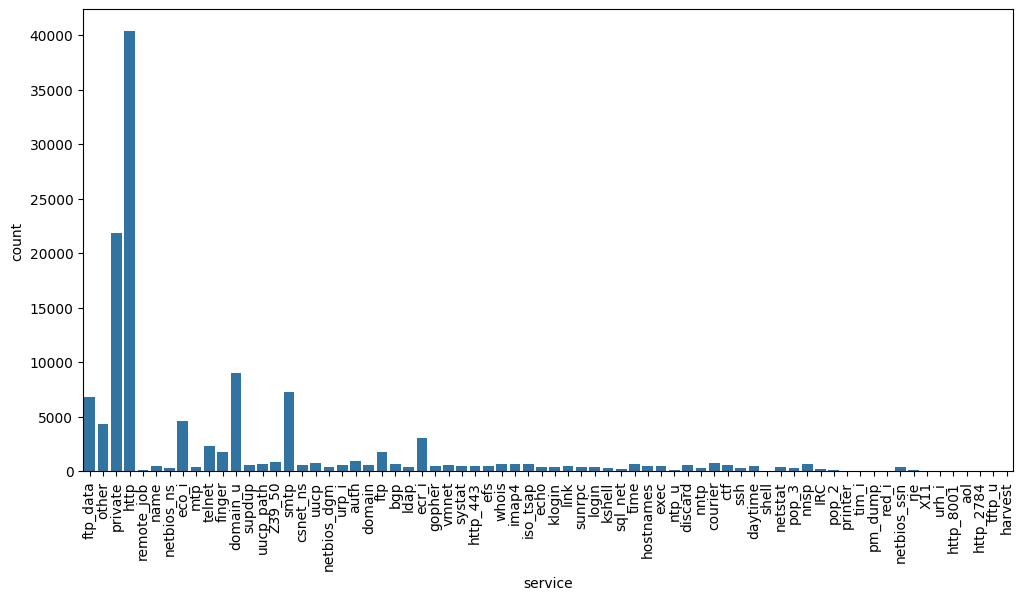 count
40000
35000
30000
25000
20000
15000
10000
5000
0
ftp_data
other
private
http
remote_job
name
netbios_ns
eco_i
mtp
telnet
finger
domain_u
supdup
uucp_path
Z39_50
smtp
csnet_ns
uucp
netbios_dgm
urp_i
auth
domain
ftp
bgp
ldap
ecr_i
gopher
vmnet
systat
http_443
efs
whois
imap4
iso_tsap
echo
klogin
link
sunrpc
login
kshell
sql_net
time
hostnames
exec
ntp_u
discard
nntp
courier
ctf
ssh
daytime
shell
netstat
pop_3
nnsp
IRC
pop_2
printer
tim_i
pm_dump
red_i
netbios_ssn
rje
X11
urh_i
http_8001
aol
http_2784
tftp_u
harvest
service